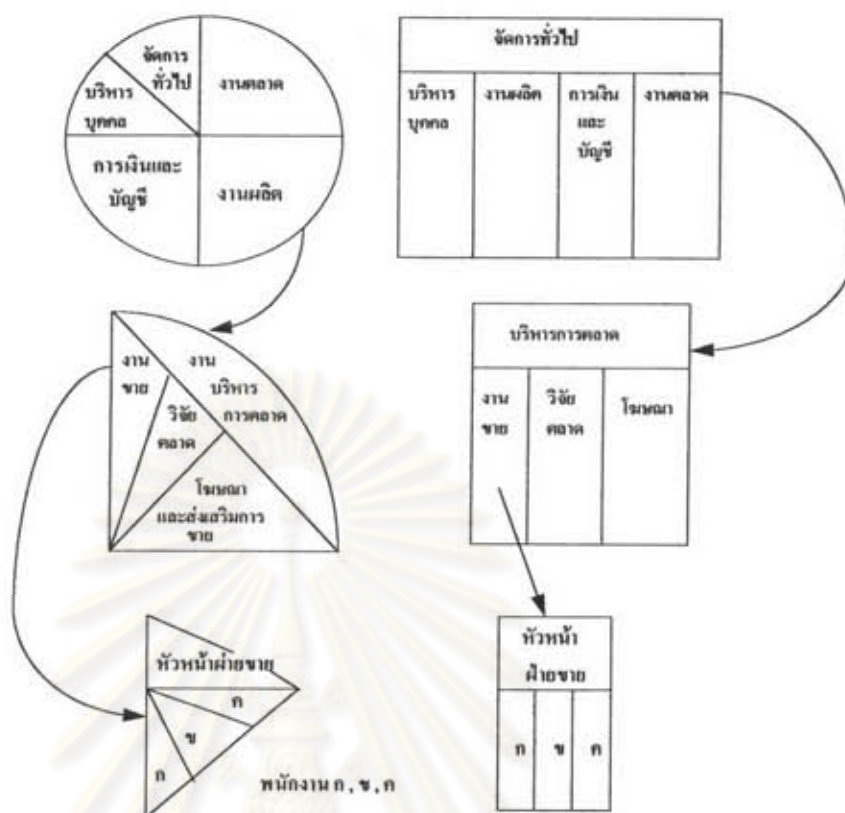 จัดการ
ทั่วไป
งานตลาด
บริหาร
บุคคล
การเงินและ
บัญชี
งานผลิต
จัดการทั่วไป
บริหาร
บุคคล
งานผลิต
การเงิน
และ
บัญชี
งานตลาด
งาน
ขาย
งาน
บริหาร
การตลาด
วิจัย
ตลาด
โฆษณา
และส่งเสริมการ
ขาย
บริหารการตลาด
งาน
ขาย
วิจัย
ตลาด
โฆษณา
หัวหน้าฝ่ายขาย
ค
ข
ก
พนักงาน ก , ข , ค
หัวหน้า
ฝ่ายขาย
ก ข ค